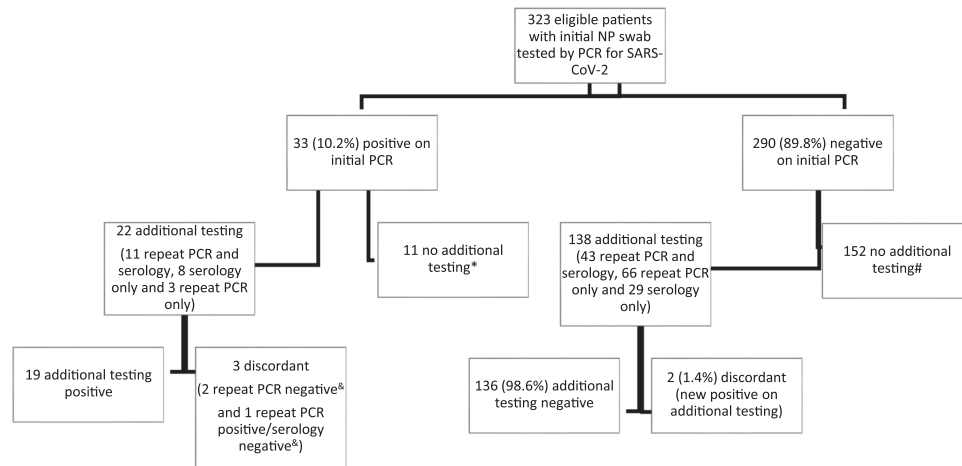 323 eligible patients
with initial NP swab
tested by PCR for SARS-
CoV-2
33 (10.2%) positive on
initial PCR
290 (89.8%) negative
on initial PCR
22 additional testing
(11 repeat PCR and
serology, 8 serology
only and 3 repeat PCR
only)
11 no additional
testing*
138 additional testing
(43 repeat PCR and
serology, 66 repeat PCR
only and 29 serology
only)
152 no additional
testing#
19 additional testing
positive
3 discordant
(2 repeat PCR negative&
and 1 repeat PCR
positive/serology
negative&)
136 (98.6%) additional
testing negative
2 (1.4%) discordant
(new positive on
additional testing)